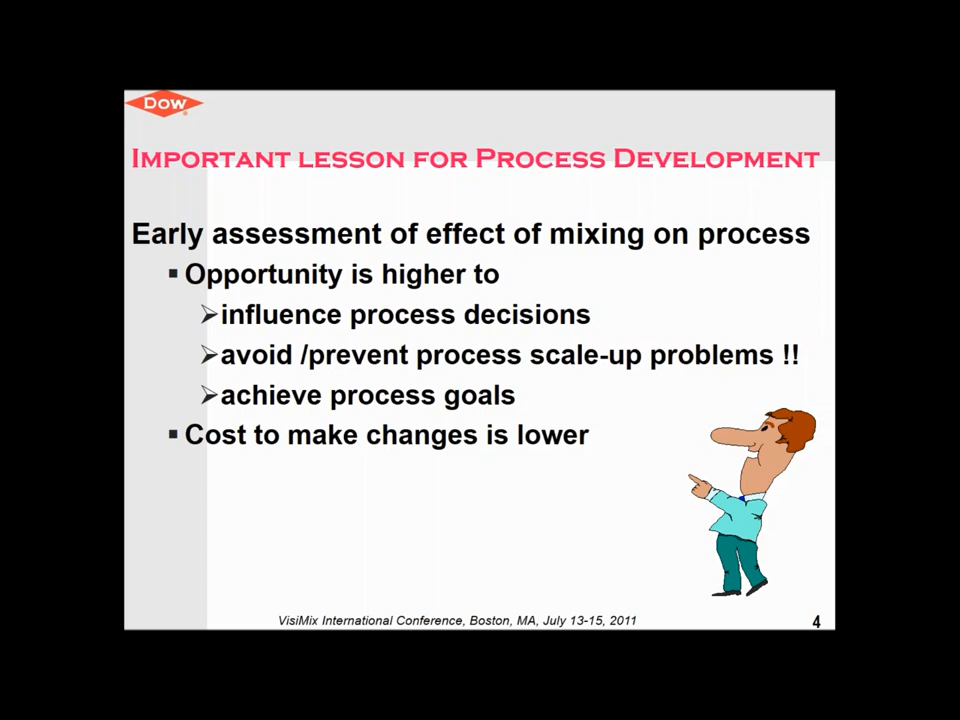 Dow
Important lesson for Process Development
Early assessment of effect of mixing on process
▪ Opportunity is higher to
➢ influence process decisions
➢ avoid /prevent process scale-up problems !!
➢ achieve process goals
▪ Cost to make changes is lower
VisiMix International Conference, Boston, MA, July 13-15, 2011
4